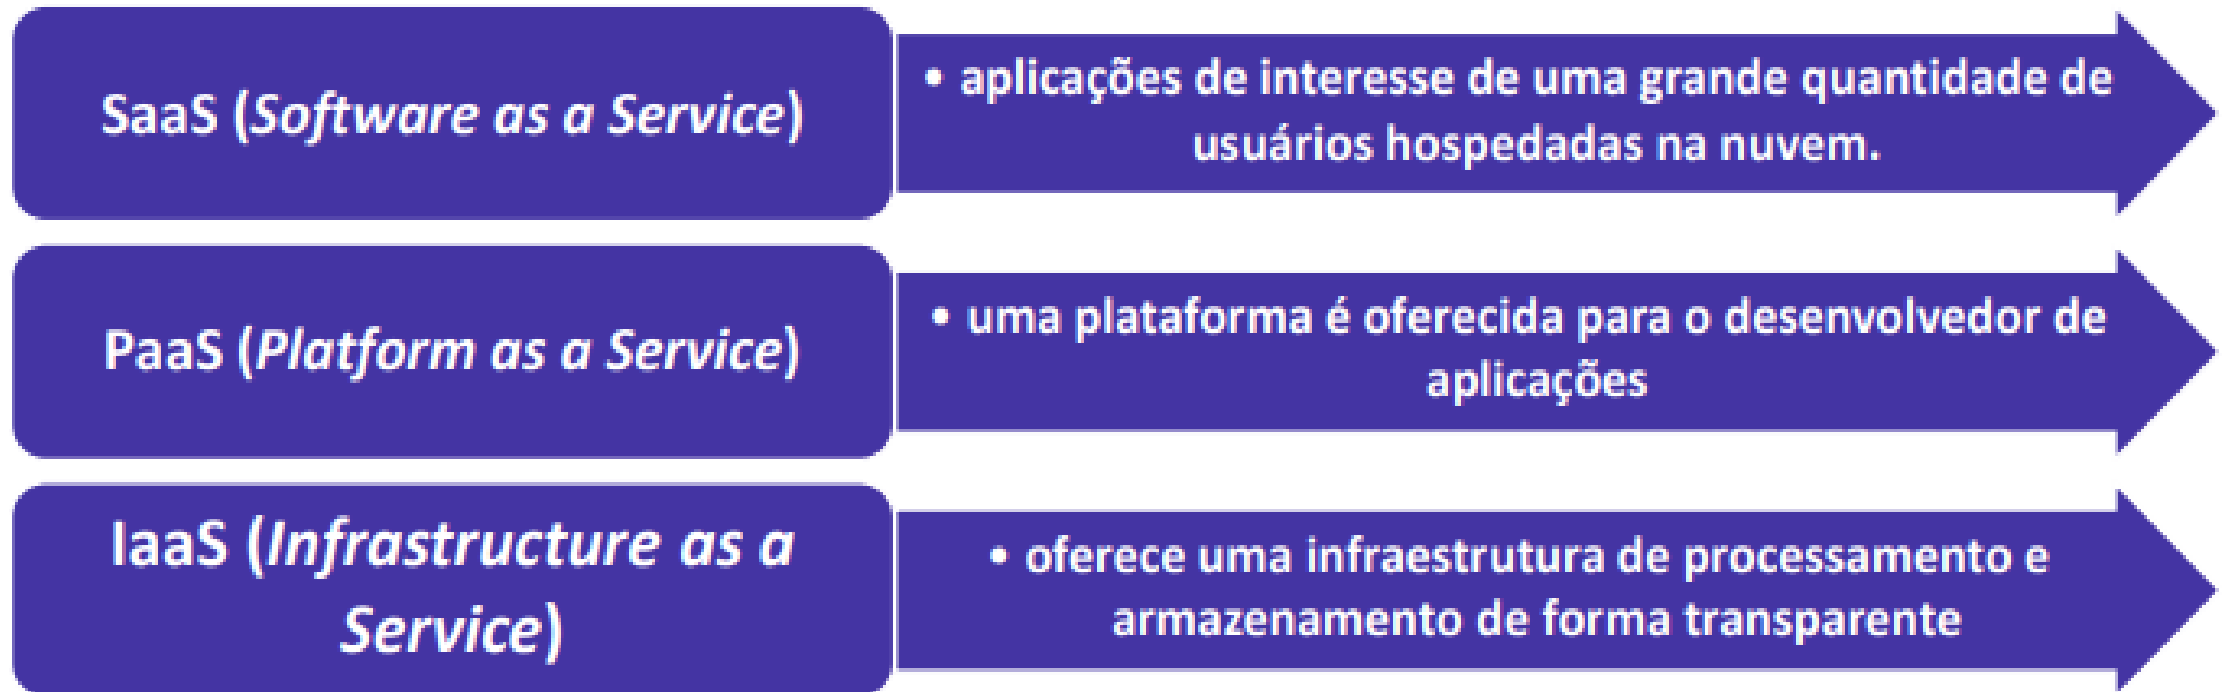 SaaS (Software as a Service)
• aplicações de interesse de uma grande quantidade de
usuários hospedadas na nuvem.
PaaS (Platform as a Service)
• uma plataforma é oferecida para o desenvolvedor de
aplicações
IaaS (Infrastructure as a
Service)
• oferece uma infraestrutura de processamento e
armazenamento de forma transparente